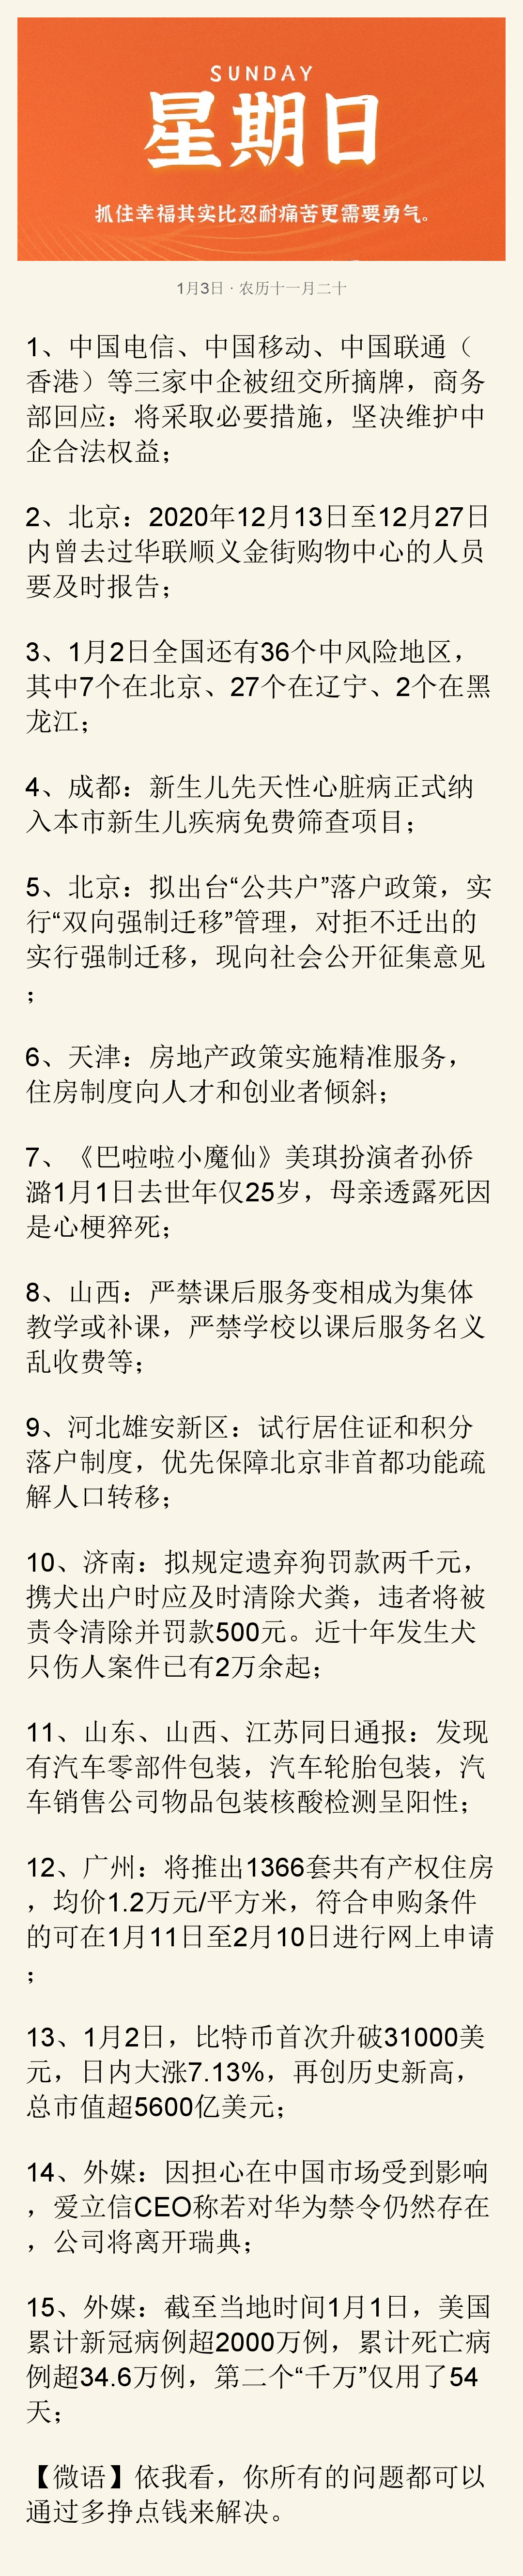 SUNDAY
星期日
抓住幸福其实比忍耐痛苦更需要勇气。
1月3日 · 农历十一月二十
1、中国电信、中国移动、中国联通（
香港）等三家中企被纽交所摘牌，商务
部回应：将采取必要措施，坚决维护中
企合法权益；
2、北京：2020年12月13日至12月27日
内曾去过华联顺义金街购物中心的人员
要及时报告；
3、1月2日全国还有36个中风险地区，
其中7个在北京、27个在辽宁、2个在黑
龙江；
4、成都：新生儿先天性心脏病正式纳
入本市新生儿疾病免费筛查项目；
5、北京：拟出台“公共户”落户政策，实
行“双向强制迁移”管理，对拒不迁出的
实行强制迁移，现向社会公开征集意见
；
6、天津：房地产政策实施精准服务，
住房制度向人才和创业者倾斜；
7、《巴啦啦小魔仙》美琪扮演者孙侨
潞1月1日去世年仅25岁，母亲透露死因
是心梗猝死；
8、山西：严禁课后服务变相成为集体
教学或补课，严禁学校以课后服务名义
乱收费等；
9、河北雄安新区：试行居住证和积分
落户制度，优先保障北京非首都功能疏
解人口转移；
10、济南：拟规定遗弃狗罚款两千元，
携犬出户时应及时清除犬粪，违者将被
责令清除并罚款500元。近十年发生犬
只伤人案件已有2万余起；
11、山东、山西、江苏同日通报：发现
有汽车零部件包装，汽车轮胎包装，汽
车销售公司物品包装核酸检测呈阳性；
12、广州：将推出1366套共有产权住房
，均价1.2万元/平方米，符合申购条件
的可在1月11日至2月10日进行网上申请
；
13、1月2日，比特币首次升破31000美
元，日内大涨7.13%，再创历史新高，
总市值超5600亿美元；
14、外媒：因担心在中国市场受到影响
，爱立信CEO称若对华为禁令仍然存在
，公司将离开瑞典；
15、外媒：截至当地时间1月1日，美国
累计新冠病例超2000万例，累计死亡病
例超34.6万例，第二个“千万”仅用了54
天；
【微语】依我看，你所有的问题都可以
通过多挣点钱来解决。